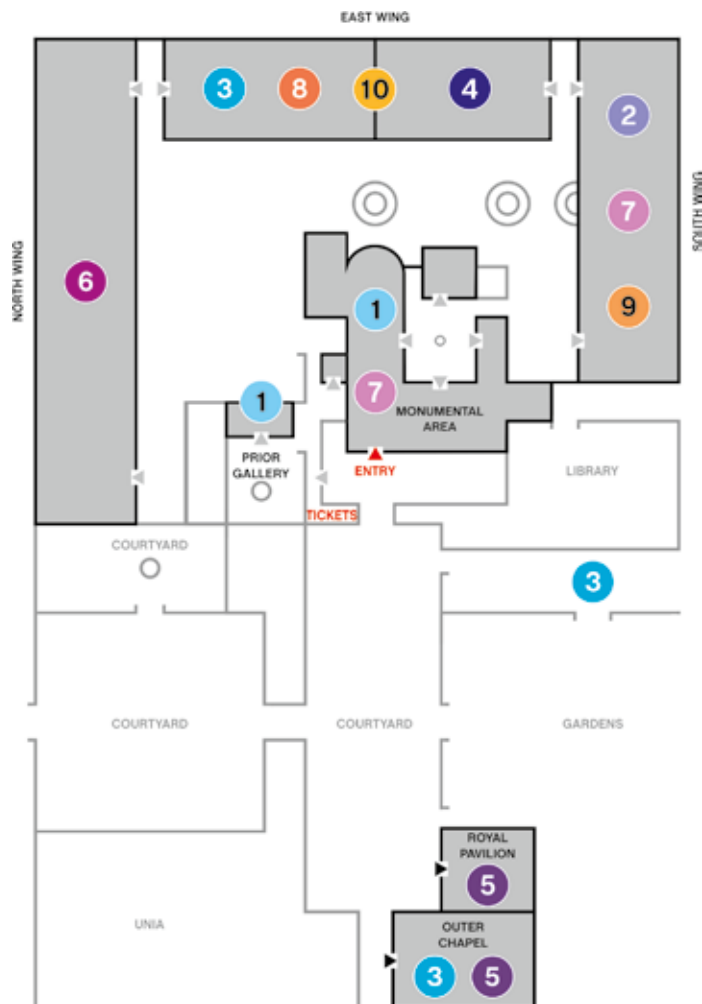 EAST WING
3
8
10
4
2
7
9
SOUTH WING
NORTH WING
6
1
7
MONUMENTAL
AREA
1
PRIOR
GALLERY
ENTRY
TICKETS
LIBRARY
COURTYARD
3
COURTYARD
COURTYARD
GARDENS
ROYAL
PAVILION
5
UNIA
OUTER
CHAPEL
3
5